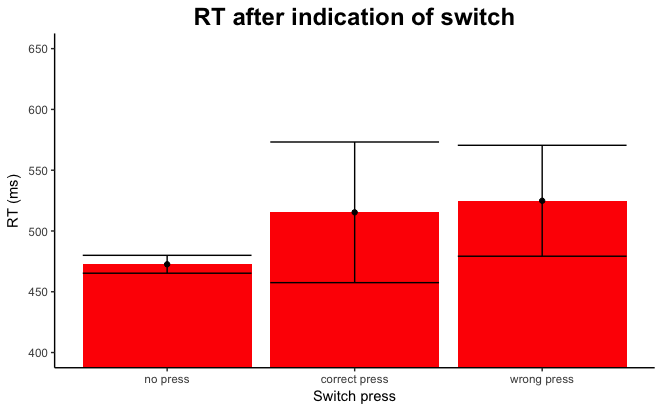 RT after indication of switch
650
600
550
500
450
400
RT (ms)
no press
correct press
wrong press
Switch press